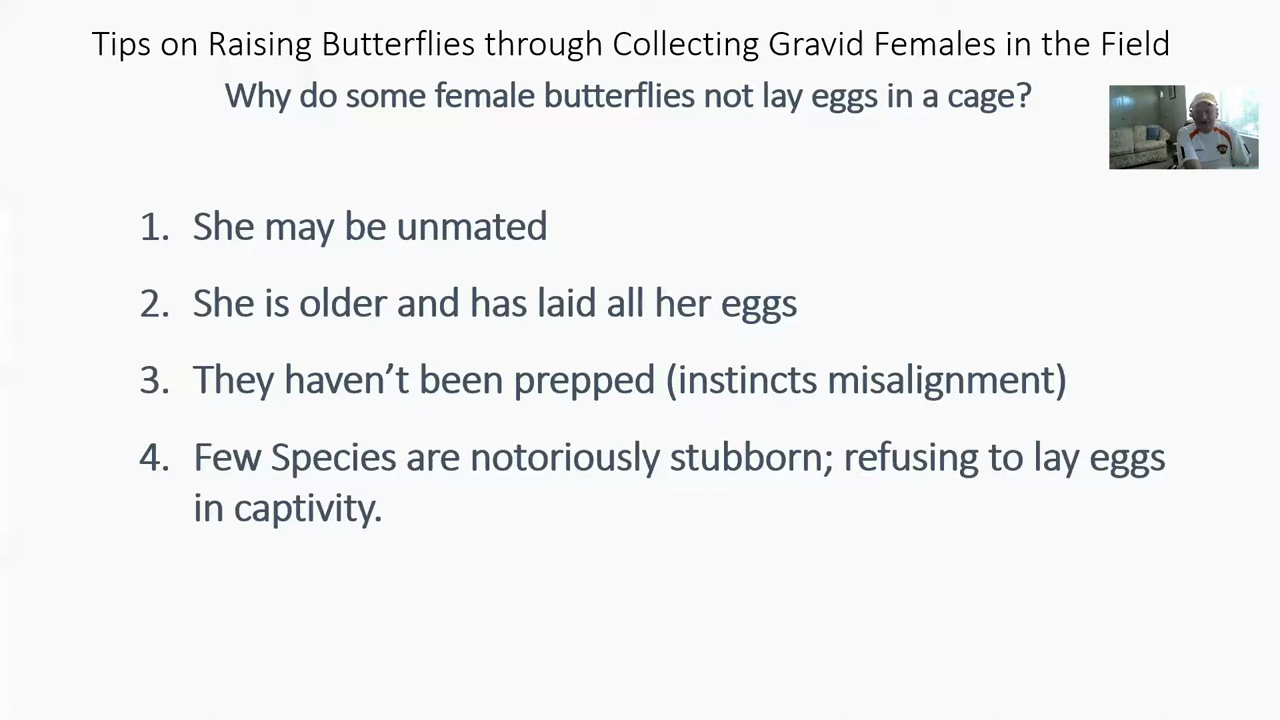 Tips on Raising Butterflies through Collecting Gravid Females in the Field
Why do some female butterflies not lay eggs in a cage?
1. She may be unmated
2. She is older and has laid all her eggs
3. They haven’t been prepped (instincts misalignment)
4. Few Species are notoriously stubborn; refusing to lay eggs
in captivity.